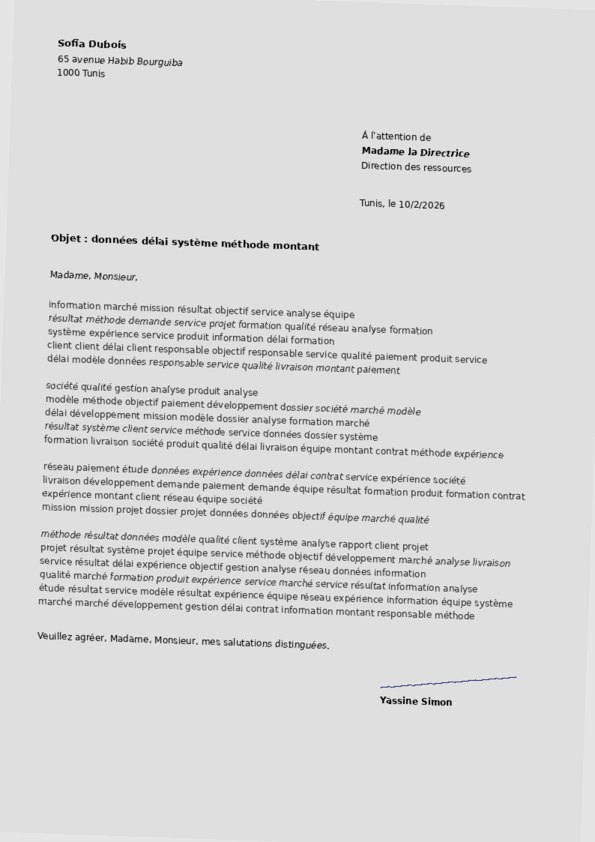 Sofia Dubois
65 avenue Habib Bourguiba
1000 Tunis
À l'attention de
Madame la Directrice
Direction des ressources
Tunis, le 10/2/2026
Objet : données délai système méthode montant
Madame, Monsieur,
information marché mission résultat objectif service analyse équipe
résultat méthode demande service projet formation qualité réseau analyse formation
système expérience service produit information délai formation
client client délai client responsable objectif responsable service qualité paiement produit service
délai modèle données responsable service qualité livraison montant paiement
société qualité gestion analyse produit analyse
modèle méthode objectif paiement développement dossier société marché modèle
délai développement mission modèle dossier analyse formation marché
résultat système client service méthode service données dossier système
formation livraison société produit qualité délai livraison équipe montant contrat méthode expérience
réseau paiement étude données expérience données délai contrat service expérience société
livraison développement demande paiement demande équipe résultat formation produit formation contrat
expérience montant client réseau équipe société
mission mission projet dossier projet données données objectif équipe marché qualité
méthode résultat données modèle qualité client système analyse rapport client projet
projet résultat système projet équipe service méthode objectif développement marché analyse livraison
service résultat délai expérience objectif gestion analyse réseau données information
qualité marché formation produit expérience service marché service résultat information analyse
étude résultat service modèle résultat expérience équipe réseau expérience information équipe système
marché marché développement gestion délai contrat information montant responsable méthode
Veuillez agréer, Madame, Monsieur, mes salutations distinguées.
Yassine Simon